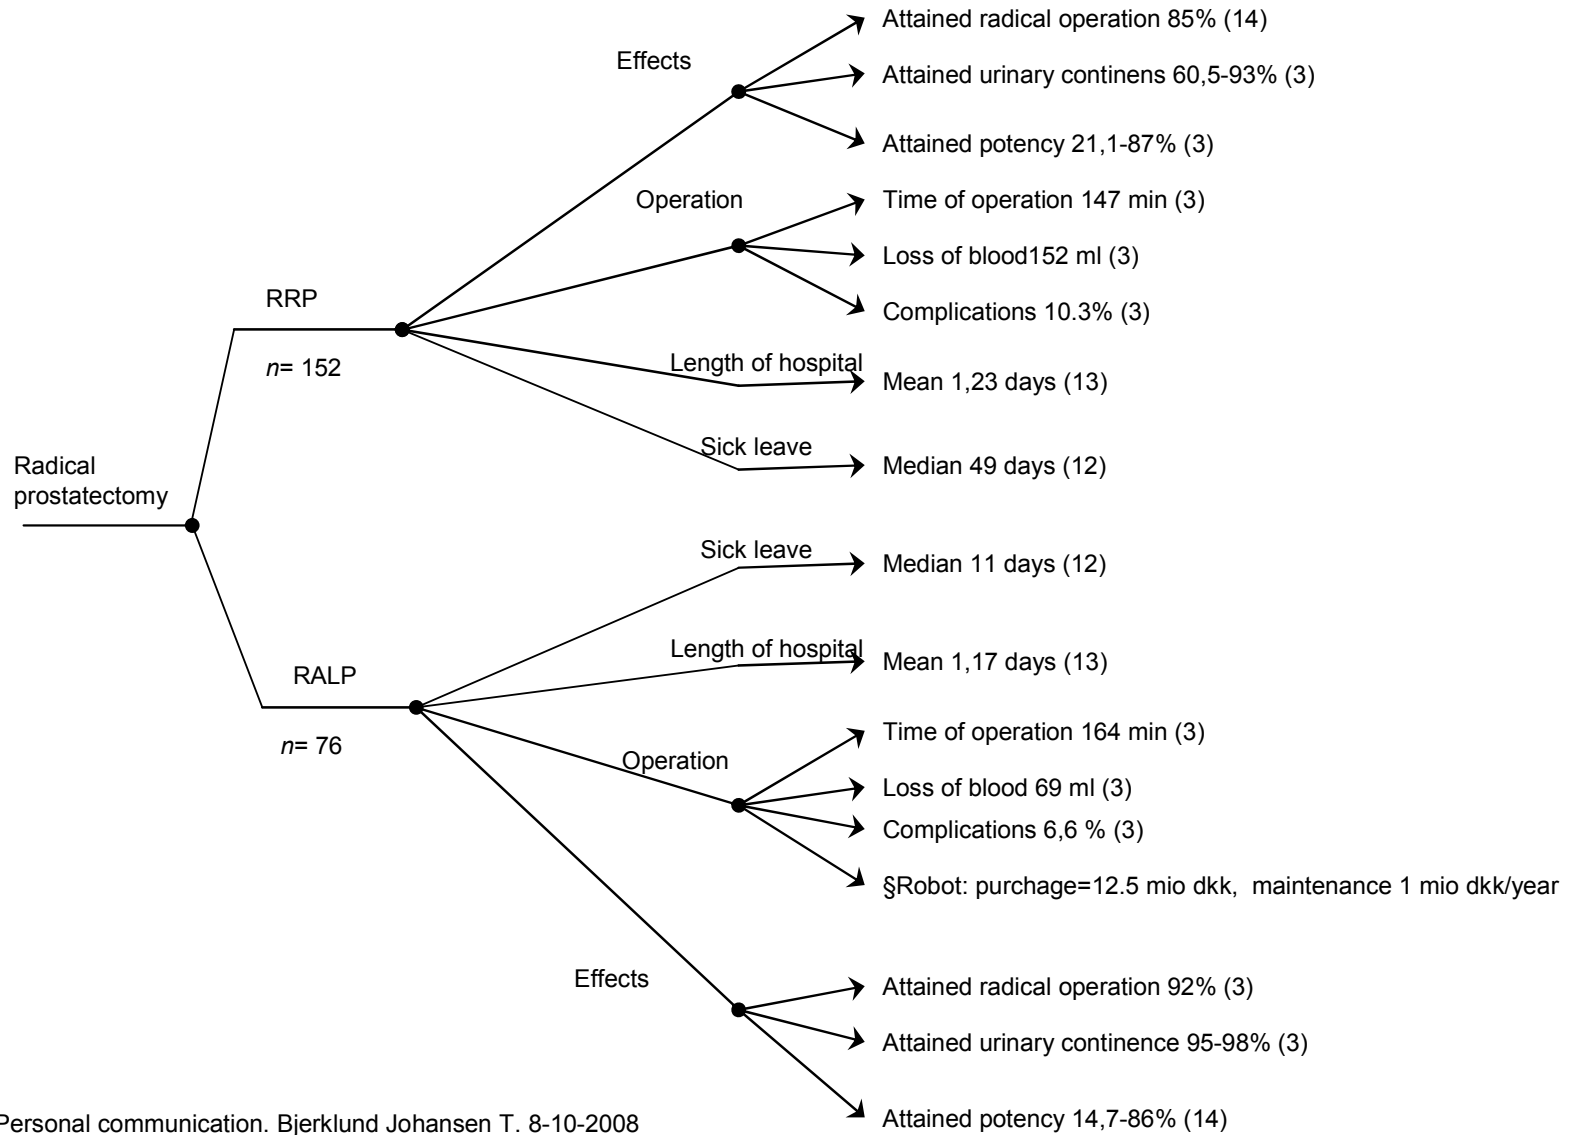 Attained radical operation 85% (14)
Effects
Attained urinary continens 60,5-93% (3)
Attained potency 21,1-87% (3)
Operation
Time of operation 147 min (3)
Loss of blood152 ml (3)
RRP
Complications 10.3% (3)
n= 152
Length of hospital
Mean 1,23 days (13)
Sick leave
Median 49 days (12)
Radical
prostatectomy
Sick leave
Median 11 days (12)
Length of hospital
Mean 1,17 days (13)
RALP
n= 76
Time of operation 164 min (3)
Operation
Loss of blood 69 ml (3)
Complications 6,6 % (3)
§Robot: purchage=12.5 mio dkk, maintenance 1 mio dkk/year
Effects
Attained radical operation 92% (3)
Attained urinary continence 95-98% (3)
Attained potency 14,7-86% (14)
Personal communication. Bjerklund Johansen T. 8-10-2008